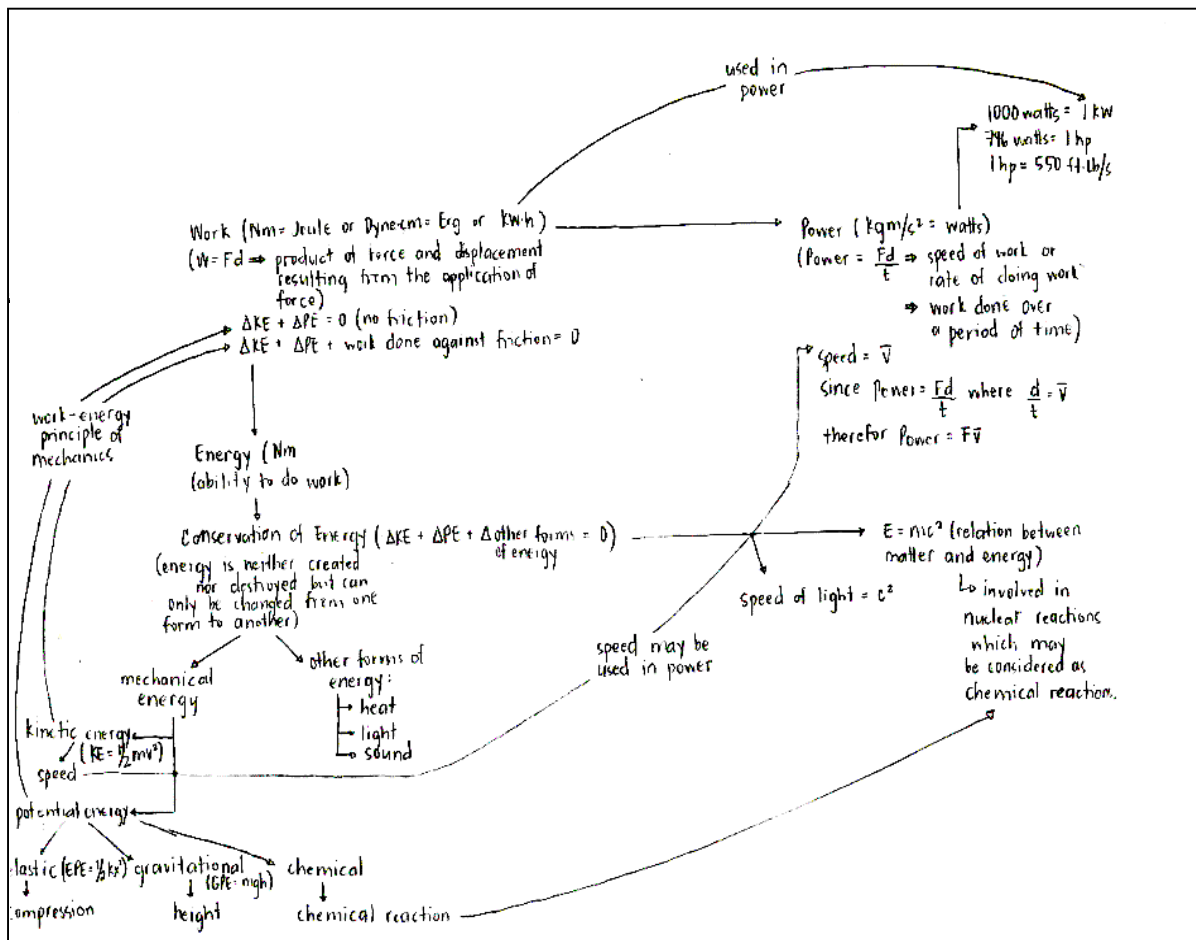 used in
power
1000 watts = 1 kW
746 watts = 1 hp
1 hp = 550 ft·lb/s
Work (Nm = Joule or Dyne·cm = Erg or kW·h)
(W = Fd ⇒ product of force and displacement
resulting from the application of
force)
ΔKE + ΔPE = 0 (no friction)
ΔKE + ΔPE + work done against friction = 0
Power (kgm/s² = watts)
(Power = Fd/t ⇒ speed of work or
rate of doing work
⇒ work done over
a period of time)
speed = v̅
since Power = Fd/t where d/t = v̅
therefor Power = Fv̅
work-energy
principle of
mechanics
Energy (Nm
(ability to do work)
Conservation of Energy (ΔKE + ΔPE + Δother forms = 0)
of energy
(energy is neither created
nor destroyed but can
only be changed from one
form to another)
E = mc² (relation between
matter and energy)
↳ involved in
nuclear reactions
which may
be considered as
chemical reaction.
speed of light = c²
speed may be
used in power
mechanical
energy
other forms of
energy:
heat
light
sound
kinetic energy
(KE = 1/2 mv²)
speed
potential energy
lastic (EPE = 1/2 kx²)
gravitational
(GPE = mgh)
chemical
compression
height
chemical reaction